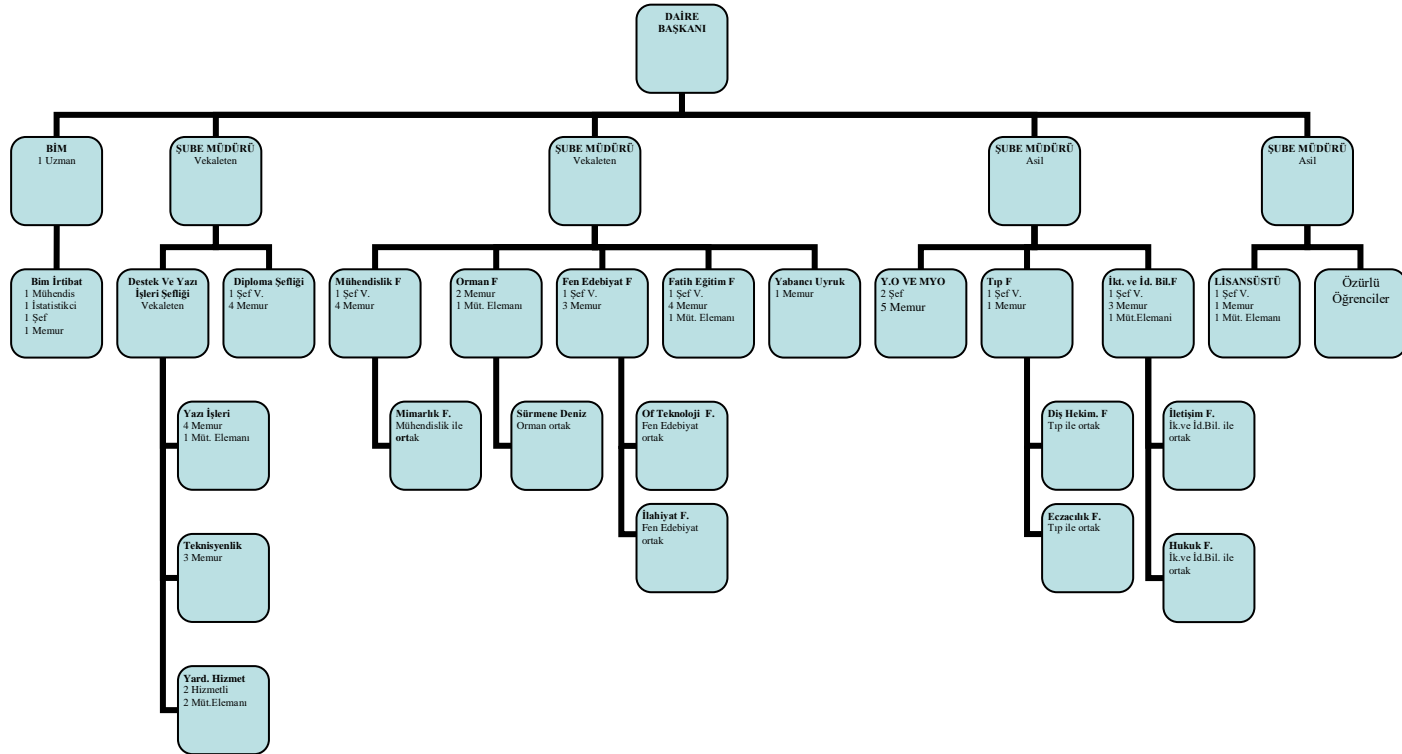 DAİRE
BAŞKANI
BİM
1 Uzman
ŞUBE MÜDÜRÜ
Vekaleten
ŞUBE MÜDÜRÜ
Vekaleten
ŞUBE MÜDÜRÜ
Asil
ŞUBE MÜDÜRÜ
Asil
Bim İrtibat
1 Mühendis
1 İstatistikci
1 Şef
1 Memur
Destek Ve Yazı
İşleri Şefliği
Vekaleten
Diploma Şefliği
1 Şef V.
4 Memur
Mühendislik F
1 Şef V.
4 Memur
Orman F
2 Memur
1 Müt. Elemanı
Fen Edebiyat F
1 Şef V.
3 Memur
Fatih Eğitim F
1 Şef V.
4 Memur
1 Müt. Elemanı
Yabancı Uyruk
1 Memur
Y.O VE MYO
2 Şef
5 Memur
Tıp F
1 Şef V.
1 Memur
İkt. ve İd. Bil.F
1 Şef V.
3 Memur
1 Müt.Elemani
LİSANSÜSTÜ
1 Şef V.
1 Memur
1 Müt. Elemanı
Özürlü
Öğrenciler
Yazı İşleri
4 Memur
1 Müt. Elemanı
Mimarlık F.
Mühendislik ile
ortak
Sürmene Deniz
Orman ortak
Of Teknoloji F.
Fen Edebiyat
ortak
Diş Hekim. F
Tıp ile ortak
İletişim F.
İk.ve İd.Bil. ile
ortak
İlahiyat F.
Fen Edebiyat
ortak
Eczacılık F.
Tıp ile ortak
Teknisyenlik
3 Memur
Hukuk F.
İk.ve İd.Bil. ile
ortak
Yard. Hizmet
2 Hizmetli
2 Müt.Elemanı